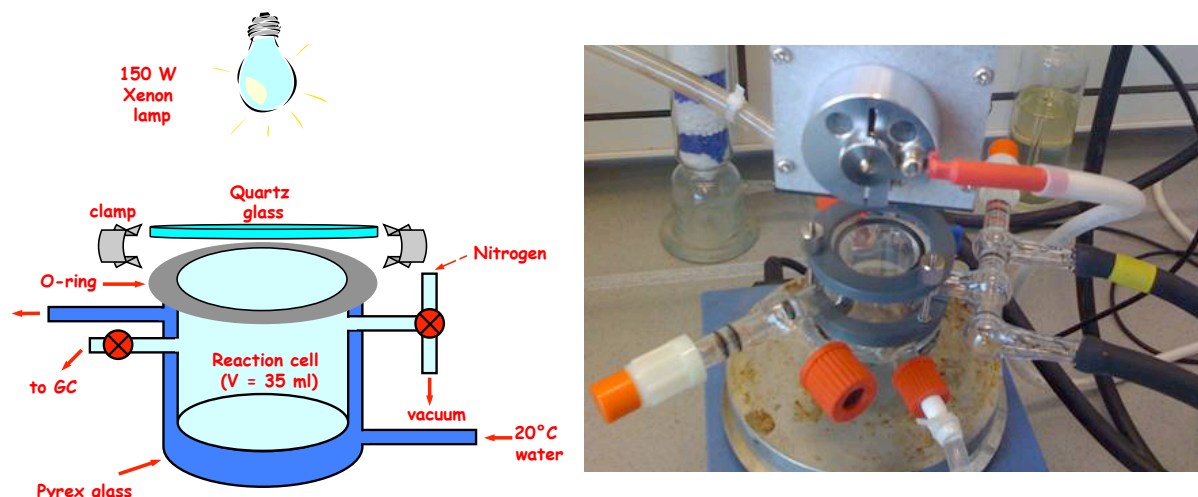 150 W
Xenon
lamp
Quartz
glass
clamp
Nitrogen
O-ring
Reaction cell
(V = 35 ml)
to GC
vacuum
20°C
water
Pyrex glass